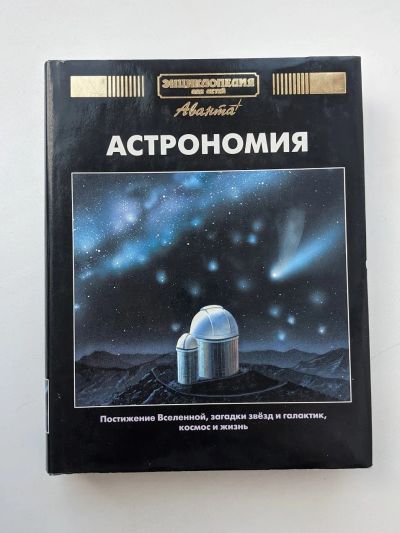 ЭНЦИКЛОПЕДИЯ
ДЛЯ ДЕТЕЙ
Аванта+
АСТРОНОМИЯ
Постижение Вселенной, загадки звёзд и галактик,
космос и жизнь